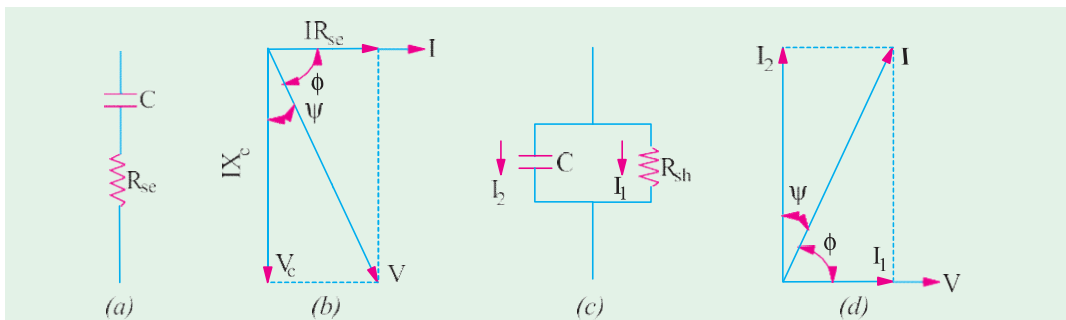 C
R_se
(a)
IR_se
I
ϕ
ψ
IX_c
V_c
V
(b)
I_2
C
I_1
R_sh
(c)
I_2
I
ψ
ϕ
I_1
V
(d)